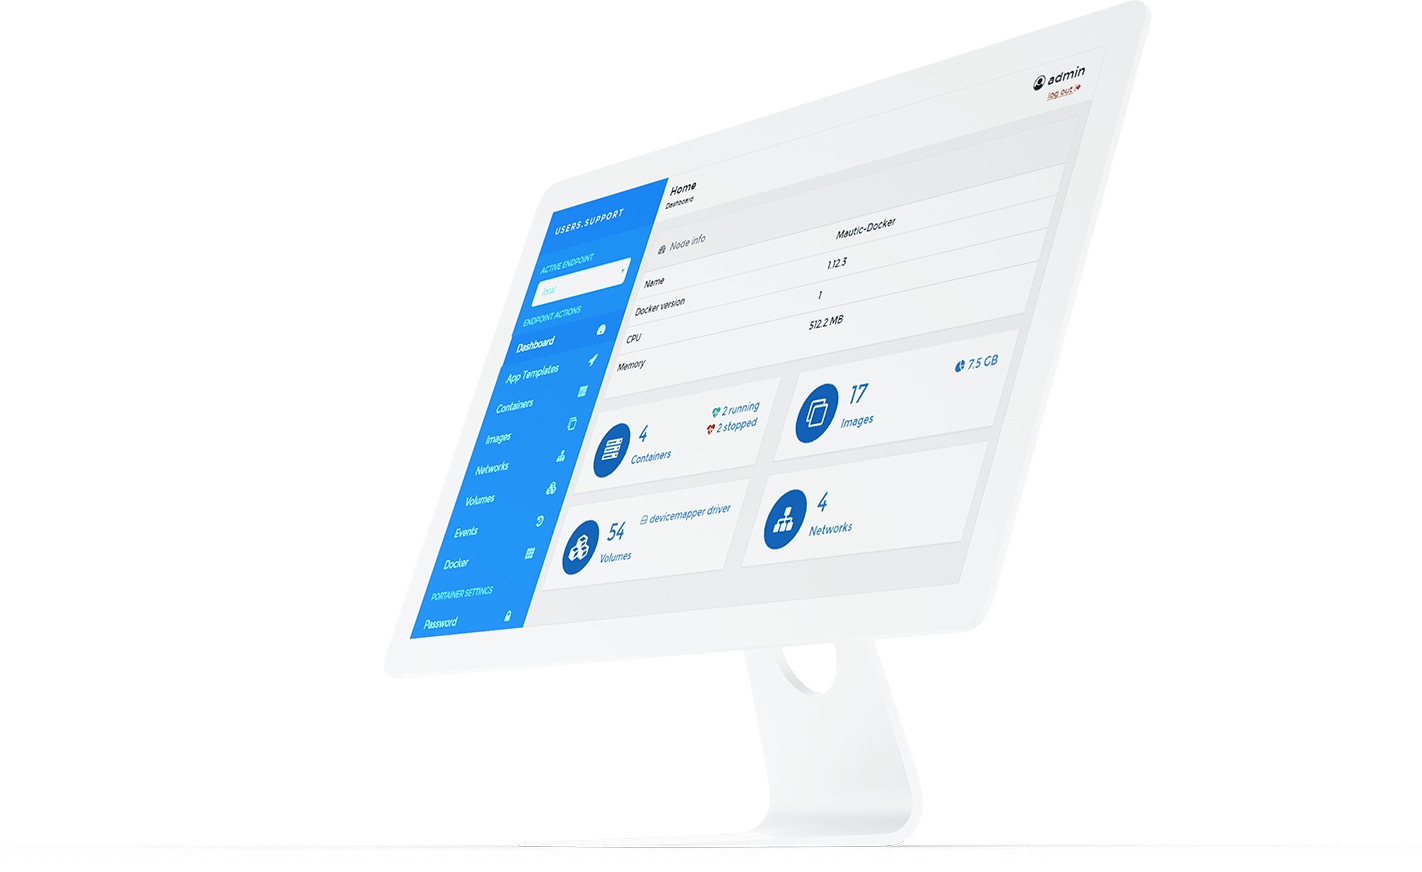 admin
log out
Home
Dashboard
USERS.SUPPORT
ACTIVE ENDPOINT
local
ENDPOINT ACTIONS
Dashboard
App Templates
Containers
Images
Networks
Volumes
Events
Docker
PORTAINER SETTINGS
Password
Node info
Name Mautic-Docker
Docker version 1.12.3
CPU 1
Memory 512.2 MB
4
Containers
2 running
2 stopped
17
Images
7.5 GB
54
Volumes
devicemapper driver
4
Networks